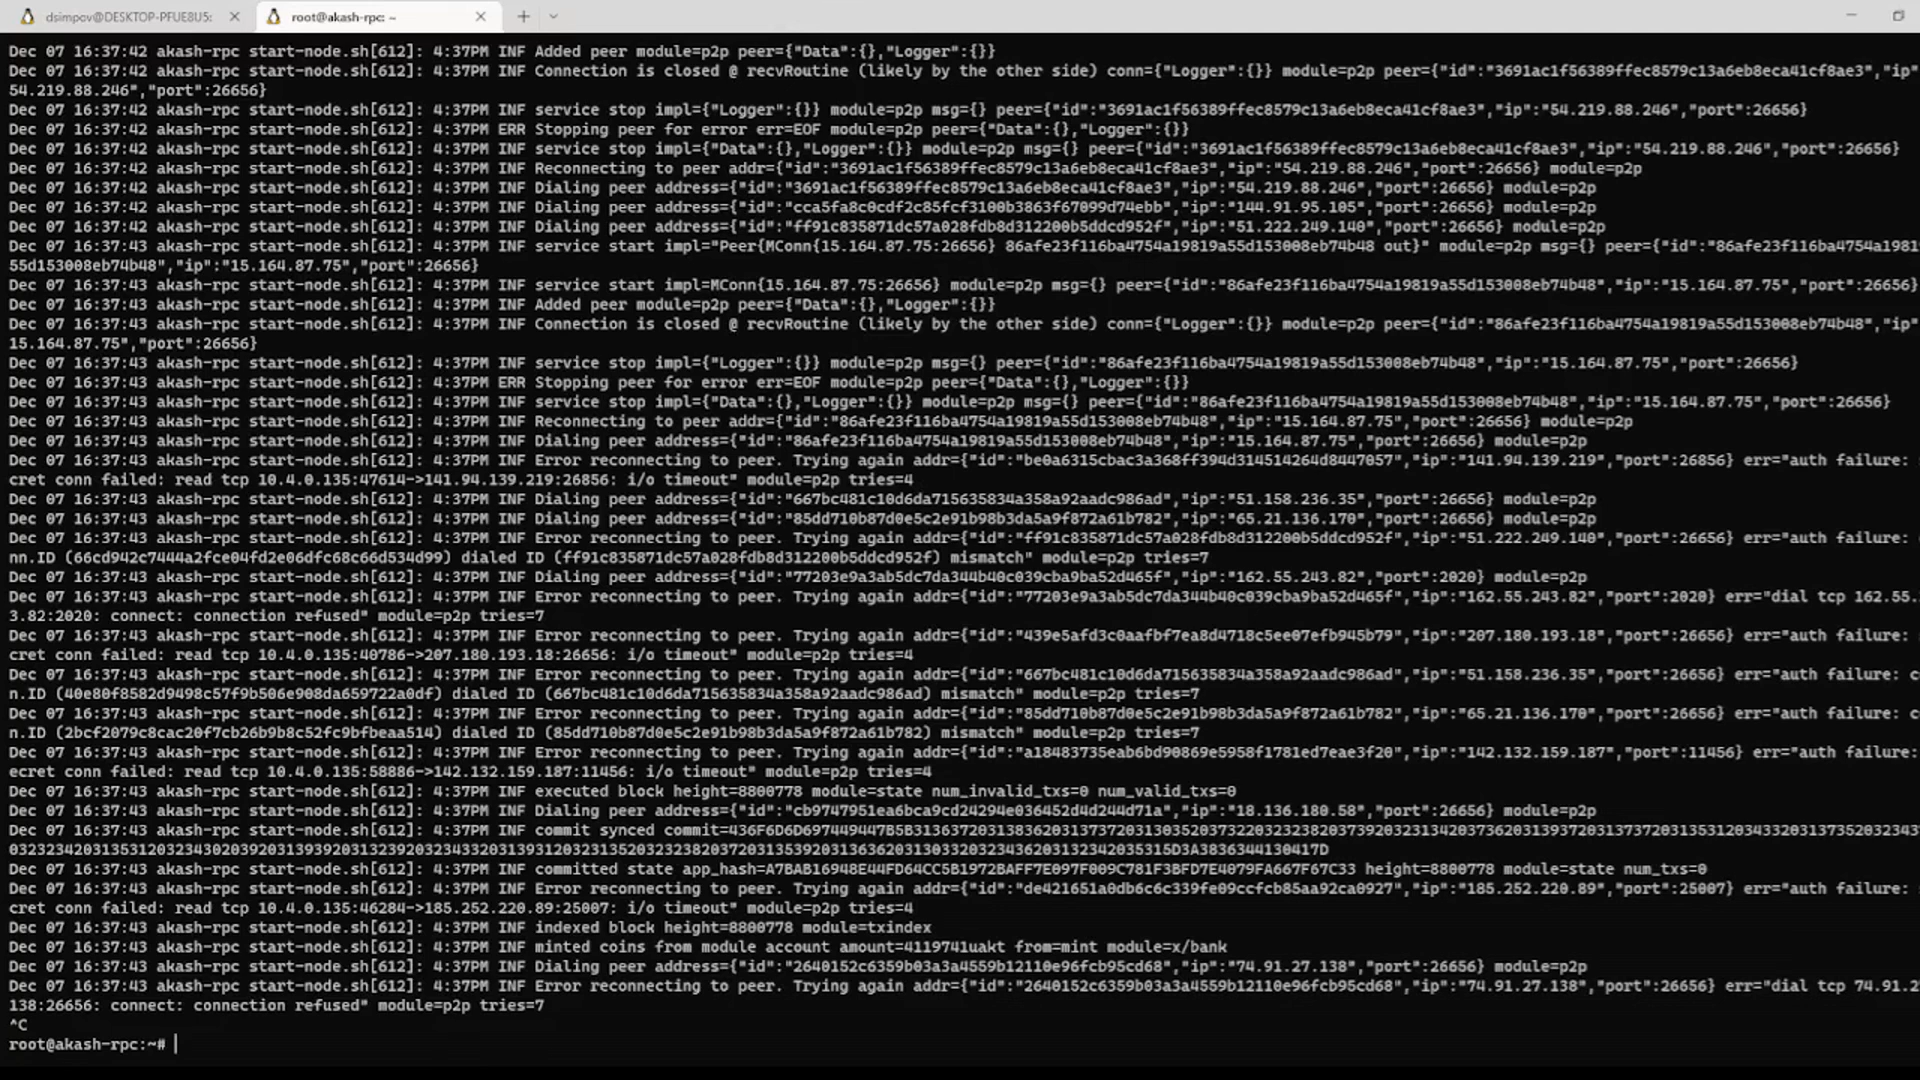 dsimpov@DESKTOP-PFUE8U5:
root@akash-rpc: ~
Dec 07 16:37:42 akash-rpc start-node.sh[612]: 4:37PM INF Added peer module=p2p peer={"Data":{},"Logger":{}}
Dec 07 16:37:42 akash-rpc start-node.sh[612]: 4:37PM INF Connection is closed @ recvRoutine (likely by the other side) conn={"Logger":{}} module=p2p peer={"id":"3691ac1f56389ffec8579c13a6eb8eca41cf8ae3","ip"
54.219.88.246","port":26656}
Dec 07 16:37:42 akash-rpc start-node.sh[612]: 4:37PM INF service stop impl={"Logger":{}} module=p2p msg={} peer={"id":"3691ac1f56389ffec8579c13a6eb8eca41cf8ae3","ip":"54.219.88.246","port":26656}
Dec 07 16:37:42 akash-rpc start-node.sh[612]: 4:37PM ERR Stopping peer for error err=EOF module=p2p peer={"Data":{},"Logger":{}}
Dec 07 16:37:42 akash-rpc start-node.sh[612]: 4:37PM INF service stop impl={"Data":{},"Logger":{}} module=p2p msg={} peer={"id":"3691ac1f56389ffec8579c13a6eb8eca41cf8ae3","ip":"54.219.88.246","port":26656}
Dec 07 16:37:42 akash-rpc start-node.sh[612]: 4:37PM INF Reconnecting to peer addr={"id":"3691ac1f56389ffec8579c13a6eb8eca41cf8ae3","ip":"54.219.88.246","port":26656} module=p2p
Dec 07 16:37:42 akash-rpc start-node.sh[612]: 4:37PM INF Dialing peer address={"id":"3691ac1f56389ffec8579c13a6eb8eca41cf8ae3","ip":"54.219.88.246","port":26656} module=p2p
Dec 07 16:37:42 akash-rpc start-node.sh[612]: 4:37PM INF Dialing peer address={"id":"cca5fa8c0cdf2c85fcf3100b3863f67099d74ebb","ip":"144.91.95.105","port":26656} module=p2p
Dec 07 16:37:42 akash-rpc start-node.sh[612]: 4:37PM INF Dialing peer address={"id":"ff91c835871dc57a028fdb8d312200b5ddcd952f","ip":"51.222.249.140","port":26656} module=p2p
Dec 07 16:37:43 akash-rpc start-node.sh[612]: 4:37PM INF service start impl="Peer{MConn{15.164.87.75:26656} 86afe23f116ba4754a19819a55d153008eb74b48 out}" module=p2p msg={} peer={"id":"86afe23f116ba4754a1981
55d153008eb74b48","ip":"15.164.87.75","port":26656}
Dec 07 16:37:43 akash-rpc start-node.sh[612]: 4:37PM INF service start impl=MConn{15.164.87.75:26656} module=p2p msg={} peer={"id":"86afe23f116ba4754a19819a55d153008eb74b48","ip":"15.164.87.75","port":26656}
Dec 07 16:37:43 akash-rpc start-node.sh[612]: 4:37PM INF Added peer module=p2p peer={"Data":{},"Logger":{}}
Dec 07 16:37:43 akash-rpc start-node.sh[612]: 4:37PM INF Connection is closed @ recvRoutine (likely by the other side) conn={"Logger":{}} module=p2p peer={"id":"86afe23f116ba4754a19819a55d153008eb74b48","ip"
15.164.87.75","port":26656}
Dec 07 16:37:43 akash-rpc start-node.sh[612]: 4:37PM INF service stop impl={"Logger":{}} module=p2p msg={} peer={"id":"86afe23f116ba4754a19819a55d153008eb74b48","ip":"15.164.87.75","port":26656}
Dec 07 16:37:43 akash-rpc start-node.sh[612]: 4:37PM ERR Stopping peer for error err=EOF module=p2p peer={"Data":{},"Logger":{}}
Dec 07 16:37:43 akash-rpc start-node.sh[612]: 4:37PM INF service stop impl={"Data":{},"Logger":{}} module=p2p msg={} peer={"id":"86afe23f116ba4754a19819a55d153008eb74b48","ip":"15.164.87.75","port":26656}
Dec 07 16:37:43 akash-rpc start-node.sh[612]: 4:37PM INF Reconnecting to peer addr={"id":"86afe23f116ba4754a19819a55d153008eb74b48","ip":"15.164.87.75","port":26656} module=p2p
Dec 07 16:37:43 akash-rpc start-node.sh[612]: 4:37PM INF Dialing peer address={"id":"86afe23f116ba4754a19819a55d153008eb74b48","ip":"15.164.87.75","port":26656} module=p2p
Dec 07 16:37:43 akash-rpc start-node.sh[612]: 4:37PM INF Error reconnecting to peer. Trying again addr={"id":"be0a6315cbac3a368ff394d314514264d8447057","ip":"141.94.139.219","port":26856} err="auth failure:
cret conn failed: read tcp 10.4.0.135:47614->141.94.139.219:26856: i/o timeout" module=p2p tries=4
Dec 07 16:37:43 akash-rpc start-node.sh[612]: 4:37PM INF Dialing peer address={"id":"667bc481c10d6da715635834a358a92aadc986ad","ip":"51.158.236.35","port":26656} module=p2p
Dec 07 16:37:43 akash-rpc start-node.sh[612]: 4:37PM INF Dialing peer address={"id":"85dd710b87d0e5c2e91b98b3da5a9f872a61b782","ip":"65.21.136.170","port":26656} module=p2p
Dec 07 16:37:43 akash-rpc start-node.sh[612]: 4:37PM INF Error reconnecting to peer. Trying again addr={"id":"ff91c835871dc57a028fdb8d312200b5ddcd952f","ip":"51.222.249.140","port":26656} err="auth failure:
nn.ID (66cd942c7444a2fce04fd2e06dfc68c66d534d99) dialed ID (ff91c835871dc57a028fdb8d312200b5ddcd952f) mismatch" module=p2p tries=7
Dec 07 16:37:43 akash-rpc start-node.sh[612]: 4:37PM INF Dialing peer address={"id":"77203e9a3ab5dc7da344b40c039cba9ba52d465f","ip":"162.55.243.82","port":2020} module=p2p
Dec 07 16:37:43 akash-rpc start-node.sh[612]: 4:37PM INF Error reconnecting to peer. Trying again addr={"id":"77203e9a3ab5dc7da344b40c039cba9ba52d465f","ip":"162.55.243.82","port":2020} err="dial tcp 162.55.
3.82:2020: connect: connection refused" module=p2p tries=7
Dec 07 16:37:43 akash-rpc start-node.sh[612]: 4:37PM INF Error reconnecting to peer. Trying again addr={"id":"439e5afd3c0aafbf7ea8d4718c5ee07efb945b79","ip":"207.180.193.18","port":26656} err="auth failure:
cret conn failed: read tcp 10.4.0.135:40786->207.180.193.18:26656: i/o timeout" module=p2p tries=4
Dec 07 16:37:43 akash-rpc start-node.sh[612]: 4:37PM INF Error reconnecting to peer. Trying again addr={"id":"667bc481c10d6da715635834a358a92aadc986ad","ip":"51.158.236.35","port":26656} err="auth failure: c
n.ID (40e80f8582d9498c57f9b506e908da659722a0df) dialed ID (667bc481c10d6da715635834a358a92aadc986ad) mismatch" module=p2p tries=7
Dec 07 16:37:43 akash-rpc start-node.sh[612]: 4:37PM INF Error reconnecting to peer. Trying again addr={"id":"85dd710b87d0e5c2e91b98b3da5a9f872a61b782","ip":"65.21.136.170","port":26656} err="auth failure: c
n.ID (2bcf2079c8cac20f7cb26b9b8c52fc9bfbeaa514) dialed ID (85dd710b87d0e5c2e91b98b3da5a9f872a61b782) mismatch" module=p2p tries=7
Dec 07 16:37:43 akash-rpc start-node.sh[612]: 4:37PM INF Error reconnecting to peer. Trying again addr={"id":"a18483735eab6bd90869e5958f1781ed7eae3f20","ip":"142.132.159.187","port":11456} err="auth failure:
ecret conn failed: read tcp 10.4.0.135:58886->142.132.159.187:11456: i/o timeout" module=p2p tries=4
Dec 07 16:37:43 akash-rpc start-node.sh[612]: 4:37PM INF executed block height=8800778 module=state num_invalid_txs=0 num_valid_txs=0
Dec 07 16:37:43 akash-rpc start-node.sh[612]: 4:37PM INF Dialing peer address={"id":"cb9747951ea6bca9cd24294e036452d4d244d71a","ip":"18.136.180.58","port":26656} module=p2p
Dec 07 16:37:43 akash-rpc start-node.sh[612]: 4:37PM INF commit synced
Dec 07 16:37:43 akash-rpc start-node.sh[612]: 4:37PM INF committed state app_hash=A7BAB16948E44FD64CC5B1972BAFF7E097F009C781F3BFD7E4079FA667F67C33 height=8800778 module=state num_txs=0
Dec 07 16:37:43 akash-rpc start-node.sh[612]: 4:37PM INF Error reconnecting to peer. Trying again addr={"id":"de421651a0db6c6c339fe09ccfcb85aa92ca0927","ip":"185.252.220.89","port":25007} err="auth failure:
cret conn failed: read tcp 10.4.0.135:46284->185.252.220.89:25007: i/o timeout" module=p2p tries=4
Dec 07 16:37:43 akash-rpc start-node.sh[612]: 4:37PM INF indexed block height=8800778 module=txindex
Dec 07 16:37:43 akash-rpc start-node.sh[612]: 4:37PM INF minted coins from module account amount=4119741uakt from=mint module=x/bank
Dec 07 16:37:43 akash-rpc start-node.sh[612]: 4:37PM INF Dialing peer address={"id":"2640152c6359b03a3a4559b12110e96fcb95cd68","ip":"74.91.27.138","port":26656} module=p2p
Dec 07 16:37:43 akash-rpc start-node.sh[612]: 4:37PM INF Error reconnecting to peer. Trying again addr={"id":"2640152c6359b03a3a4559b12110e96fcb95cd68","ip":"74.91.27.138","port":26656} err="dial tcp 74.91.2
138:26656: connect: connection refused" module=p2p tries=7
^C
root@akash-rpc:~#